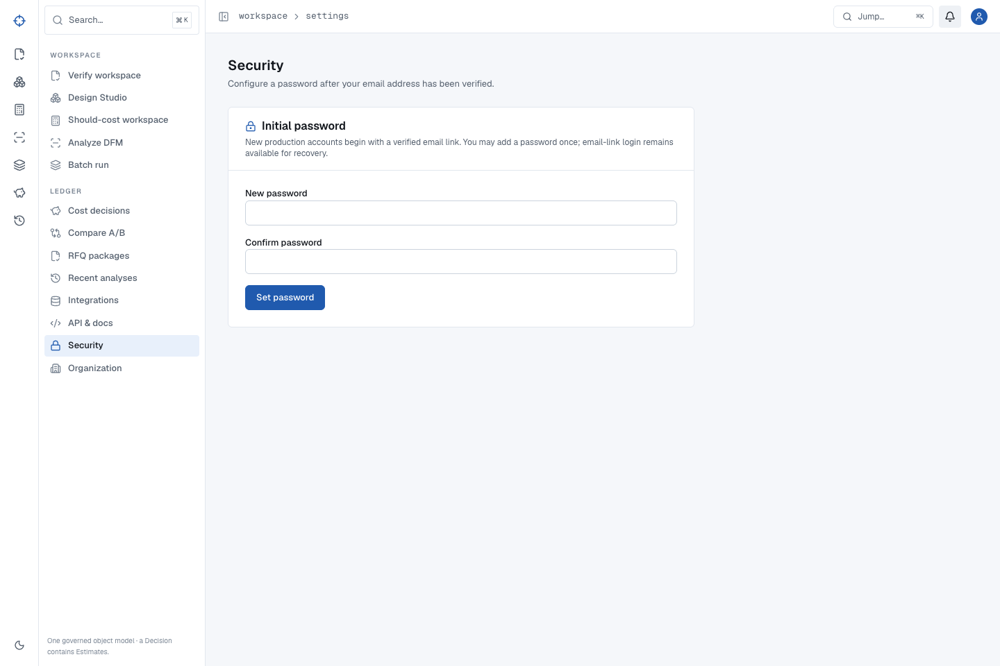 Search...
⌘ K
WORKSPACE
Verify workspace
Design Studio
Should-cost workspace
Analyze DFM
Batch run
LEDGER
Cost decisions
Compare A/B
RFQ packages
Recent analyses
Integrations
API & docs
Security
Organization
One governed object model · a Decision
contains Estimates.
workspace > settings
Jump...
⌘K
Security
Configure a password after your email address has been verified.
Initial password
New production accounts begin with a verified email link. You may add a password once; email-link login remains
available for recovery.
New password
Confirm password
Set password